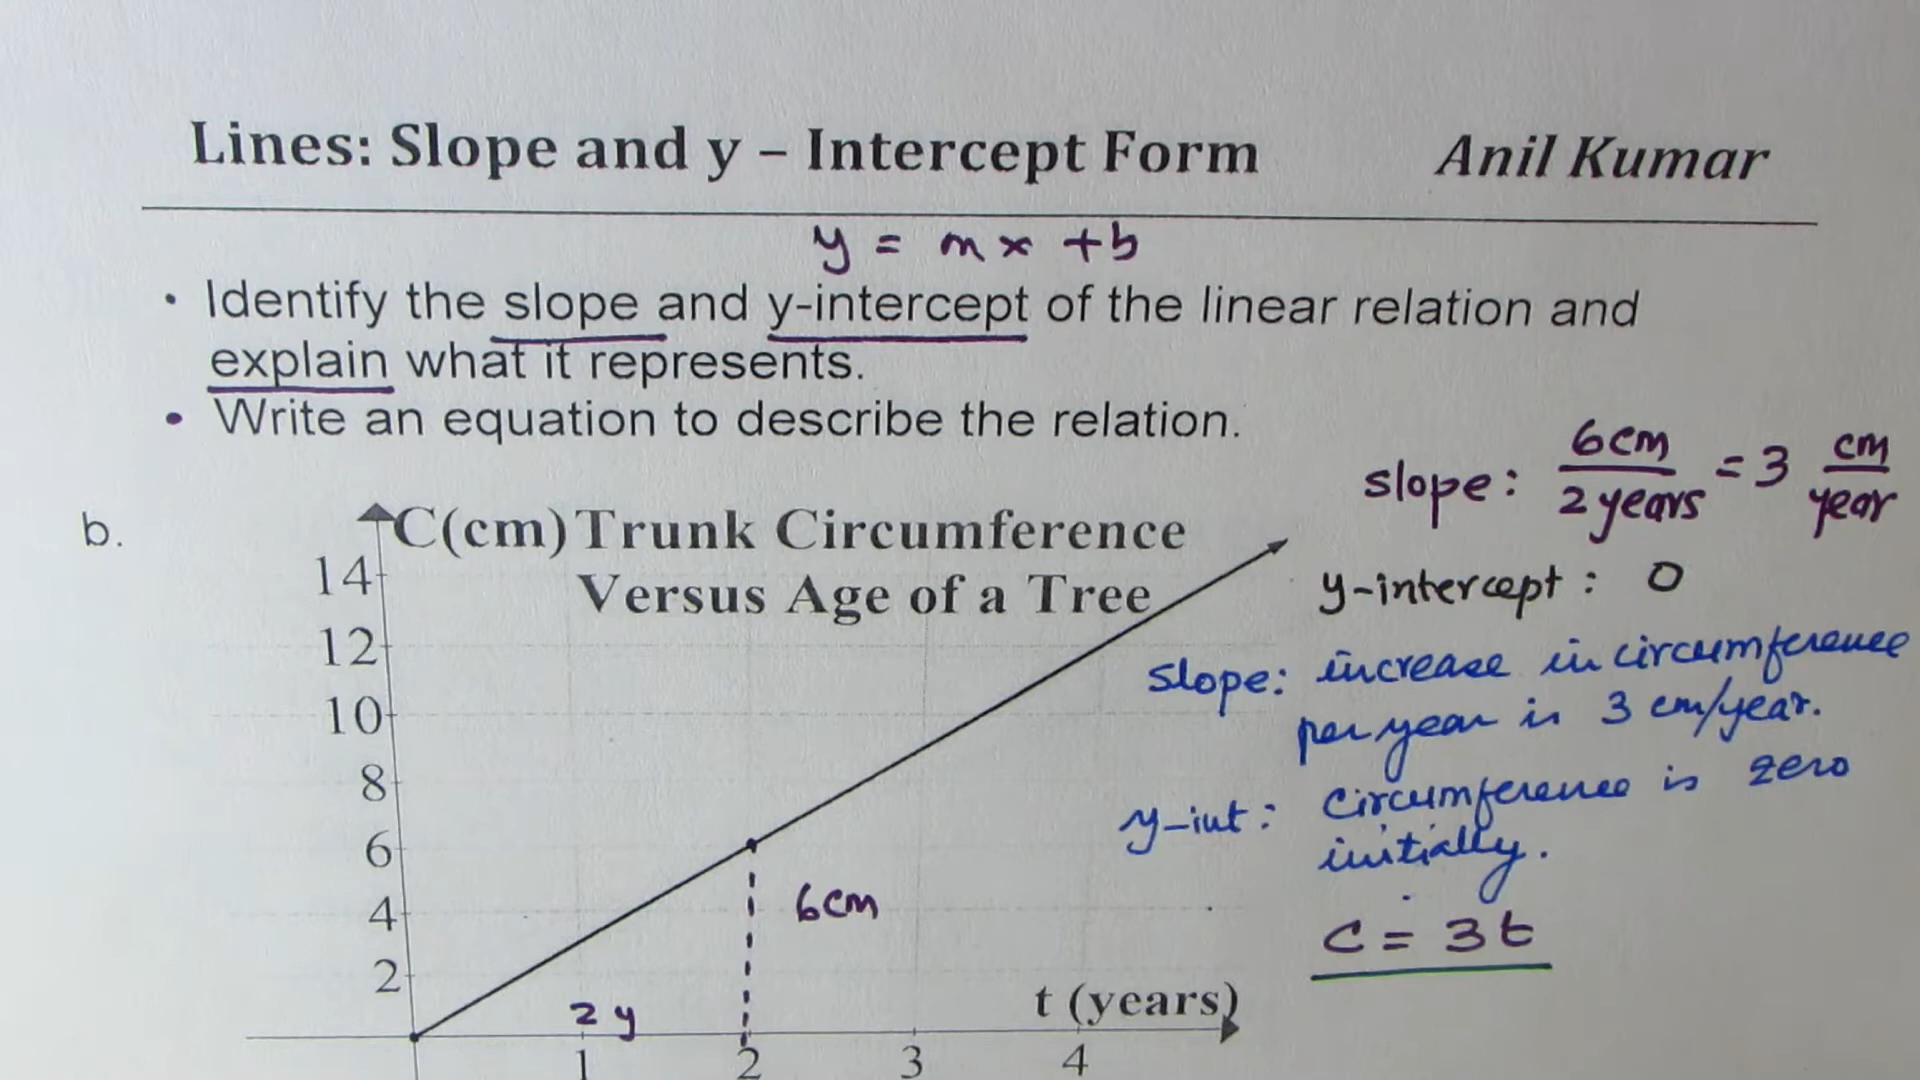 Lines: Slope and y – Intercept Form Anil Kumar
y = mx + b
• Identify the slope and y-intercept of the linear relation and
explain what it represents.
• Write an equation to describe the relation.
slope: 6cm/2years = 3 cm/year
b.
C(cm) Trunk Circumference
Versus Age of a Tree
y-intercept: 0
slope: increase in circumference
per year is 3 cm/year.
y-int: circumference is zero
initially.
C = 3t
14
12
10
8
6
4
2
6cm
2y
t (years)
1 2 3 4